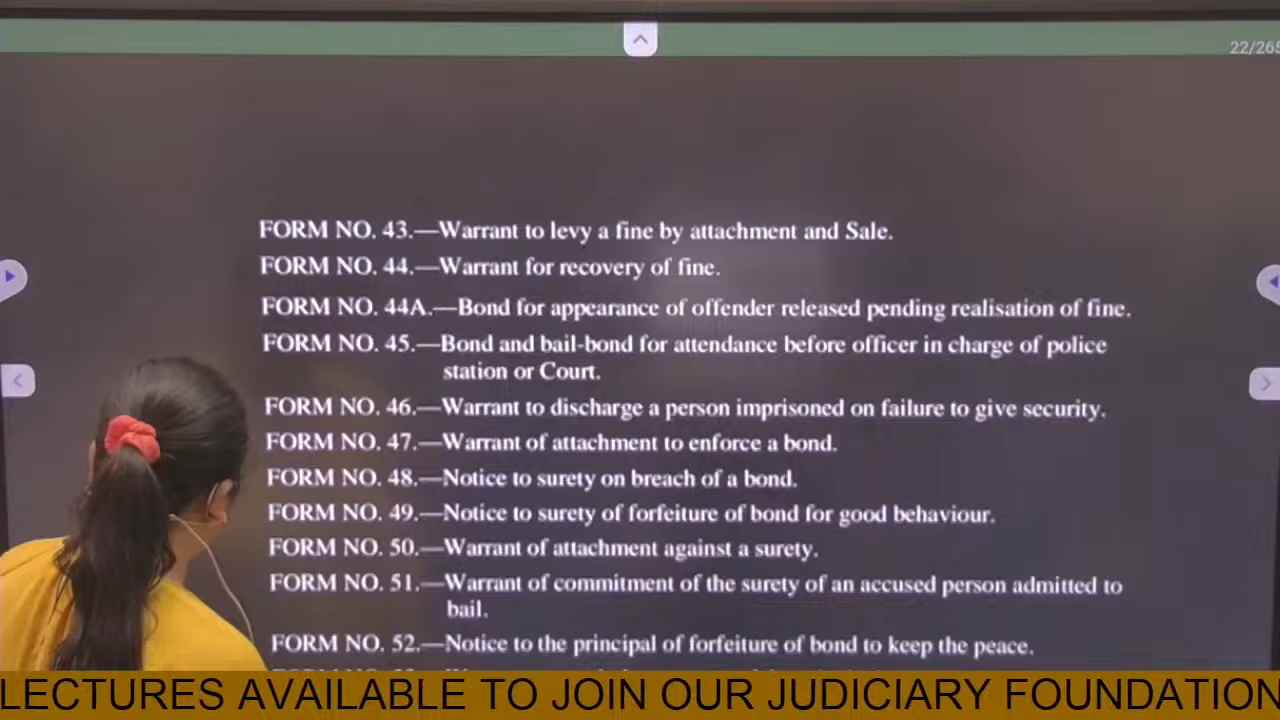 22/265
FORM NO. 43.—Warrant to levy a fine by attachment and Sale.
FORM NO. 44.—Warrant for recovery of fine.
FORM NO. 44A.—Bond for appearance of offender released pending realisation of fine.
FORM NO. 45.—Bond and bail-bond for attendance before officer in charge of police
station or Court.
FORM NO. 46.—Warrant to discharge a person imprisoned on failure to give security.
FORM NO. 47.—Warrant of attachment to enforce a bond.
FORM NO. 48.—Notice to surety on breach of a bond.
FORM NO. 49.—Notice to surety of forfeiture of bond for good behaviour.
FORM NO. 50.—Warrant of attachment against a surety.
FORM NO. 51.—Warrant of commitment of the surety of an accused person admitted to
bail.
FORM NO. 52.—Notice to the principal of forfeiture of bond to keep the peace.
LECTURES AVAILABLE TO JOIN OUR JUDICIARY FOUNDATION